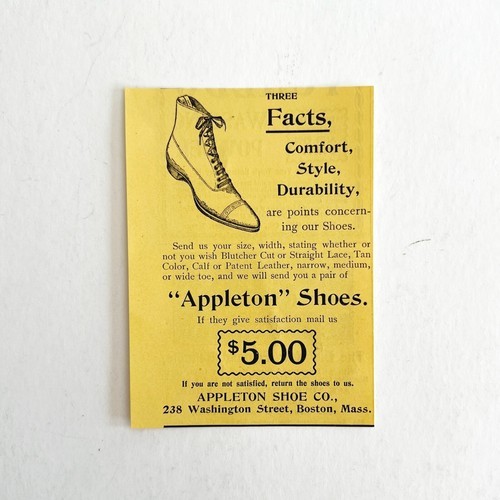 THREE
Facts,
Comfort,
Style,
Durability,
are points concern-
ing our Shoes.
Send us your size, width, stating whether or
not you wish Blutcher Cut or Straight Lace, Tan
Color, Calf or Patent Leather, narrow, medium,
or wide toe, and we will send you a pair of
"Appleton" Shoes.
If they give satisfaction mail us
$5.00
If you are not satisfied, return the shoes to us.
APPLETON SHOE CO.,
238 Washington Street, Boston, Mass.